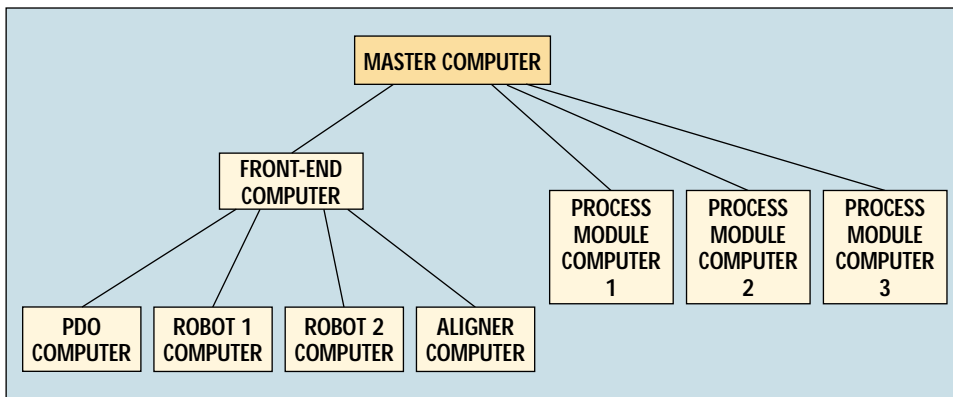 MASTER COMPUTER
FRONT-END
COMPUTER
PROCESS
MODULE
COMPUTER
1
PROCESS
MODULE
COMPUTER
2
PROCESS
MODULE
COMPUTER
3
PDO
COMPUTER
ROBOT 1
COMPUTER
ROBOT 2
COMPUTER
ALIGNER
COMPUTER